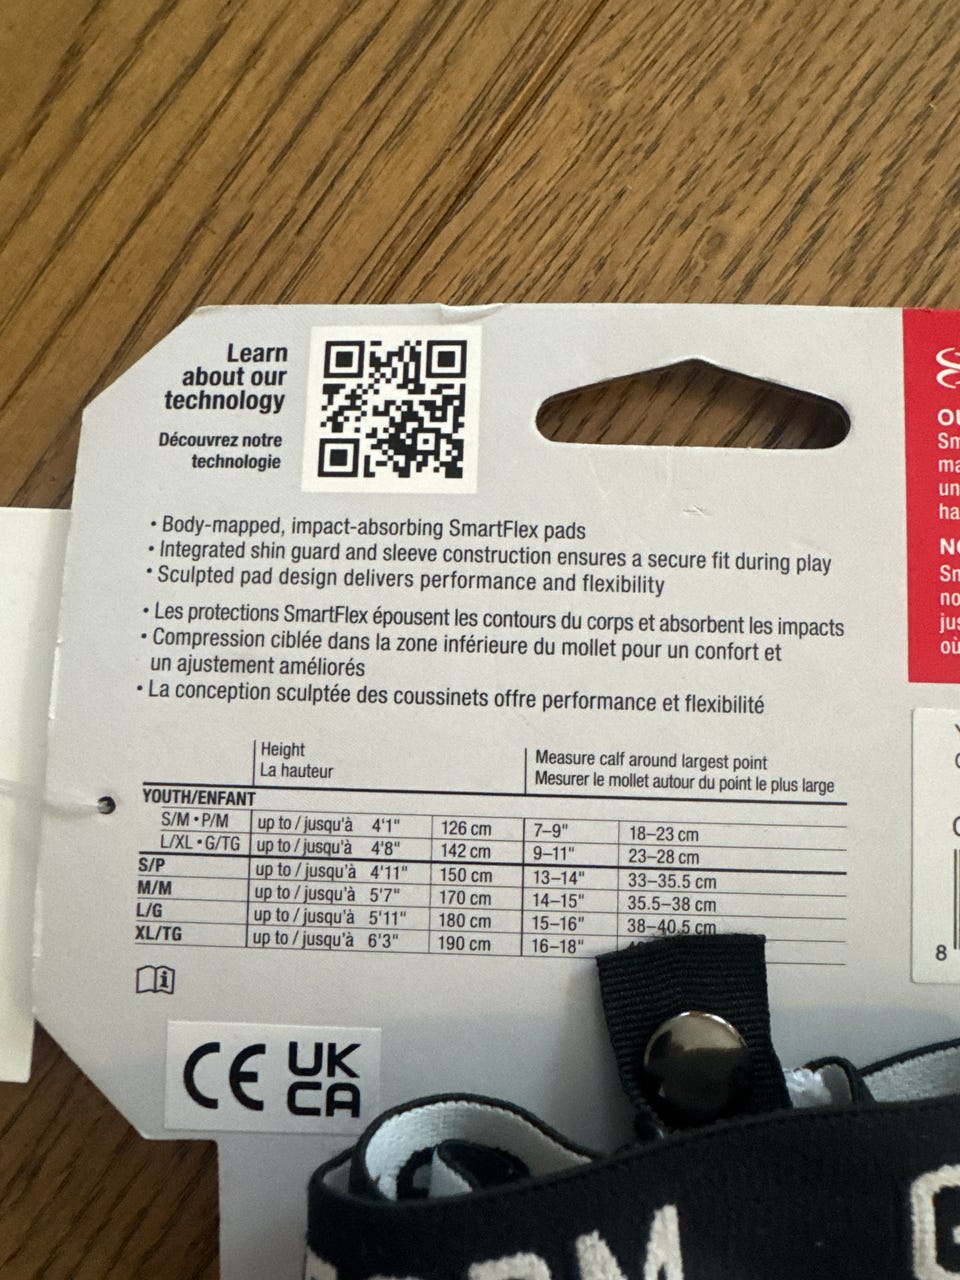 Learn
about our
technology
Découvrez notre
technologie
• Body-mapped, impact-absorbing SmartFlex pads
• Integrated shin guard and sleeve construction ensures a secure fit during play
• Sculpted pad design delivers performance and flexibility
• Les protections SmartFlex épousent les contours du corps et absorbent les impacts
• Compression ciblée dans la zone inférieure du mollet pour un confort et
un ajustement améliorés
• La conception sculptée des coussinets offre performance et flexibilité
Height
La hauteur
Measure calf around largest point
Mesurer le mollet autour du point le plus large
YOUTH/ENFANT
S/M • P/M up to / jusqu'à 4'1" 126 cm 7–9" 18–23 cm
L/XL • G/TG up to / jusqu'à 4'8" 142 cm 9–11" 23–28 cm
S/P up to / jusqu'à 4'11" 150 cm 13–14" 33–35.5 cm
M/M up to / jusqu'à 5'7" 170 cm 14–15" 35.5–38 cm
L/G up to / jusqu'à 5'11" 180 cm 15–16" 38–40.5 cm
XL/TG up to / jusqu'à 6'3" 190 cm 16–18"
CE UK
CA
8